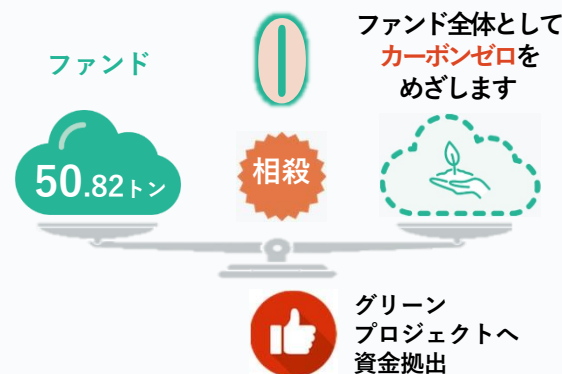 ファンド
0
ファンド全体として
カーボンゼロを
めざします
50.82トン
相殺
グリーン
プロジェクトへ
資金拠出